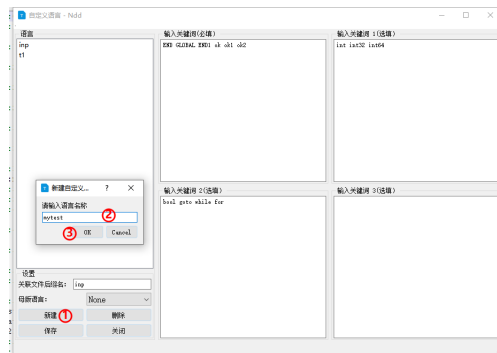 自定义语言 - Ndd
语言
inp
t1
输入关键词(必填)
END GLOBAL END1 ok ok1 ok2
输入关键词 1(选填)
int int32 int64
输入关键词 2(选填)
bool goto while for
输入关键词 3(选填)
新建自定义...
?
请输入语言名称
②
mytest
③
OK
Cancel
设置
关联文件后缀名:
inp
母版语言:
None
新建
①
删除
保存
关闭